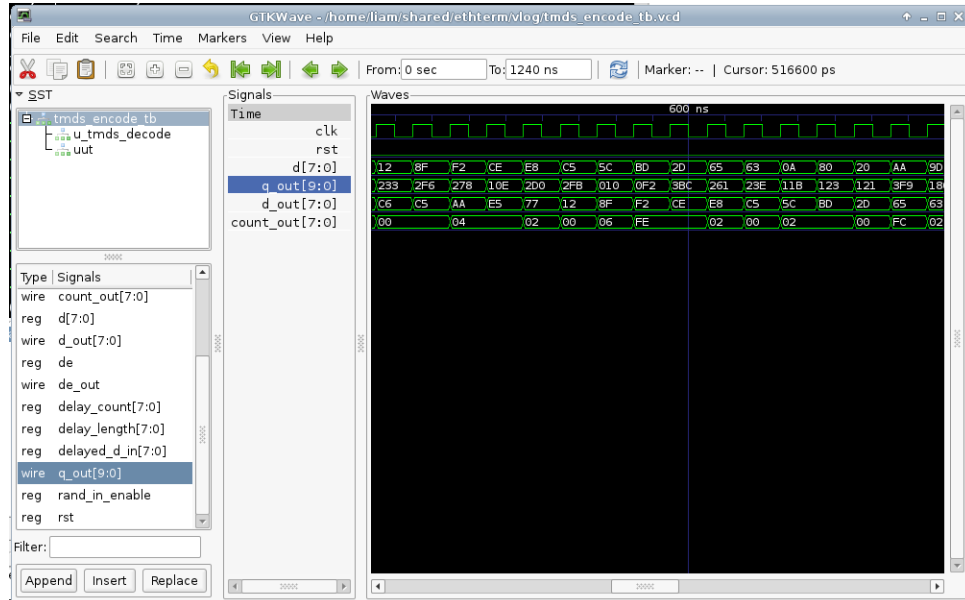 GTKWave - /home/liam/shared/ethterm/vlog/tmds_encode_tb.vcd
File Edit Search Time Markers View Help
From: 0 sec To: 1240 ns Marker: -- | Cursor: 516600 ps
SST
tmds_encode_tb
u_tmds_decode
uut
Type Signals
wire count_out[7:0]
reg d[7:0]
wire d_out[7:0]
reg de
wire de_out
reg delay_count[7:0]
reg delay_length[7:0]
reg delayed_d_in[7:0]
wire q_out[9:0]
reg rand_in_enable
reg rst
Filter:
Append Insert Replace
Signals
Time
clk
rst
d[7:0]
q_out[9:0]
d_out[7:0]
count_out[7:0]
Waves
600 ns
12 8F F2 CE E8 C5 5C BD 2D 65 63 0A 80 20 AA 9D
233 2F6 278 10E 2D0 2FB 010 0F2 3BC 261 23E 11B 123 121 3F9 18
C6 C5 AA E5 77 12 8F F2 CE E8 C5 5C BD 2D 65 63
00 04 02 00 06 FE 02 00 02 00 FC 02